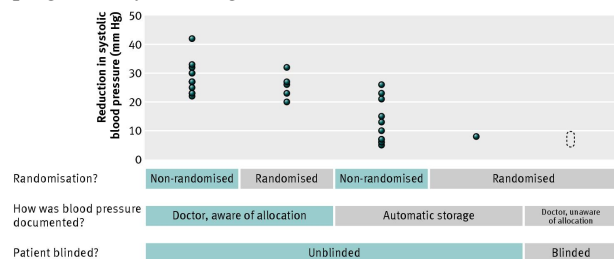 Reduction in systolic
blood pressure (mm Hg)
50
40
30
20
10
0
Randomisation?
Non-randomised
Randomised
Non-randomised
Randomised
How was blood pressure
documented?
Doctor, aware of allocation
Automatic storage
Doctor, unaware
of allocation
Patient blinded?
Unblinded
Blinded